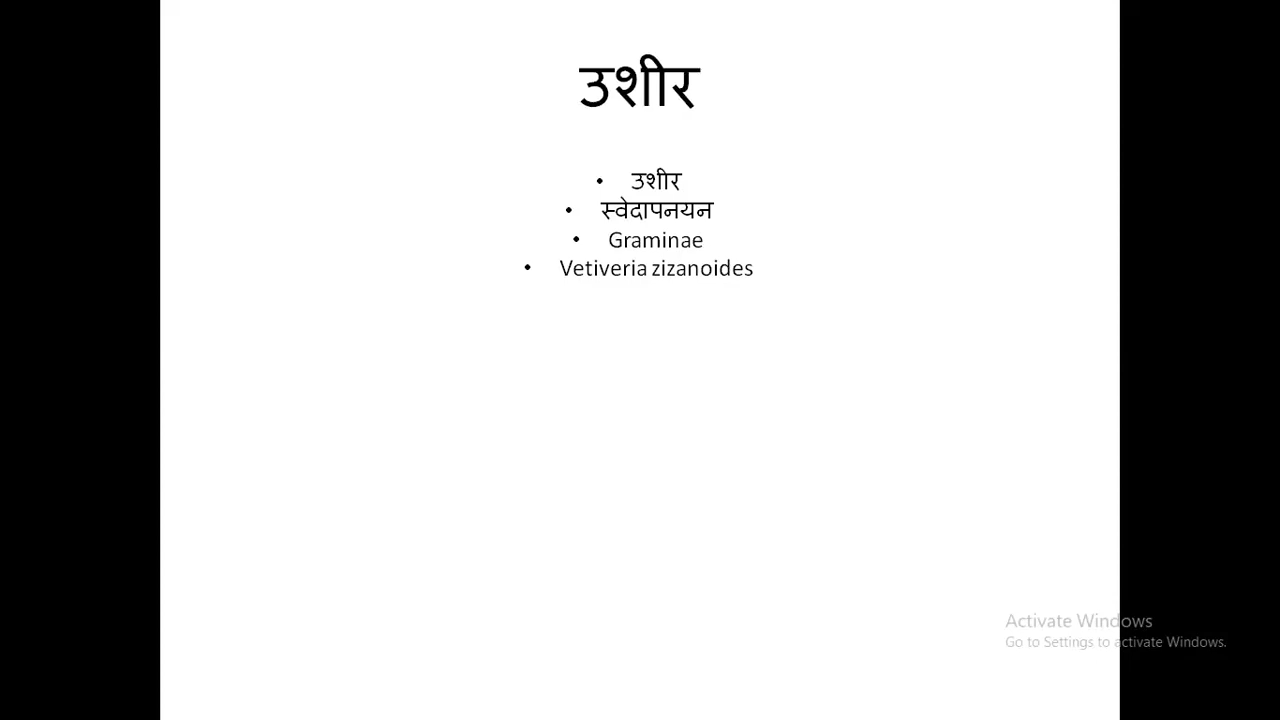 उशीर
• उशीर
• स्वेदापनयन
• Graminae
• Vetiveria zizanoides
Activate Windows
Go to Settings to activate Windows.